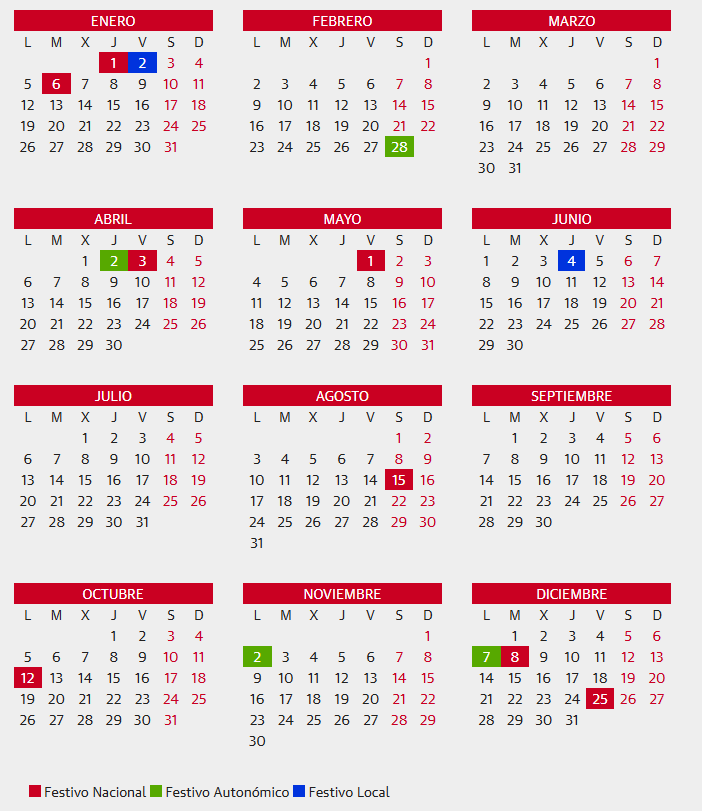 ENERO FEBRERO MARZO
L M X J V S D L M X J V S D L M X J V S D
1 2 3 4 1 1
5 6 7 8 9 10 11 2 3 4 5 6 7 8 2 3 4 5 6 7 8
12 13 14 15 16 17 18 9 10 11 12 13 14 15 9 10 11 12 13 14 15
19 20 21 22 23 24 25 16 17 18 19 20 21 22 16 17 18 19 20 21 22
26 27 28 29 30 31 23 24 25 26 27 28 23 24 25 26 27 28 29
30 31
ABRIL MAYO JUNIO
L M X J V S D L M X J V S D L M X J V S D
1 2 3 4 5 1 2 3 1 2 3 4 5 6 7
6 7 8 9 10 11 12 4 5 6 7 8 9 10 8 9 10 11 12 13 14
13 14 15 16 17 18 19 11 12 13 14 15 16 17 15 16 17 18 19 20 21
20 21 22 23 24 25 26 18 19 20 21 22 23 24 22 23 24 25 26 27 28
27 28 29 30 25 26 27 28 29 30 31 29 30
JULIO AGOSTO SEPTIEMBRE
L M X J V S D L M X J V S D L M X J V S D
1 2 3 4 5 1 2 1 2 3 4 5 6
6 7 8 9 10 11 12 3 4 5 6 7 8 9 7 8 9 10 11 12 13
13 14 15 16 17 18 19 10 11 12 13 14 15 16 14 15 16 17 18 19 20
20 21 22 23 24 25 26 17 18 19 20 21 22 23 21 22 23 24 25 26 27
27 28 29 30 31 24 25 26 27 28 29 30 28 29 30
31
OCTUBRE NOVIEMBRE DICIEMBRE
L M X J V S D L M X J V S D L M X J V S D
1 2 3 4 1 1 2 3 4 5 6
5 6 7 8 9 10 11 2 3 4 5 6 7 8 7 8 9 10 11 12 13
12 13 14 15 16 17 18 9 10 11 12 13 14 15 14 15 16 17 18 19 20
19 20 21 22 23 24 25 16 17 18 19 20 21 22 21 22 23 24 25 26 27
26 27 28 29 30 31 23 24 25 26 27 28 29 28 29 30 31
30
Festivo Nacional Festivo Autonómico Festivo Local